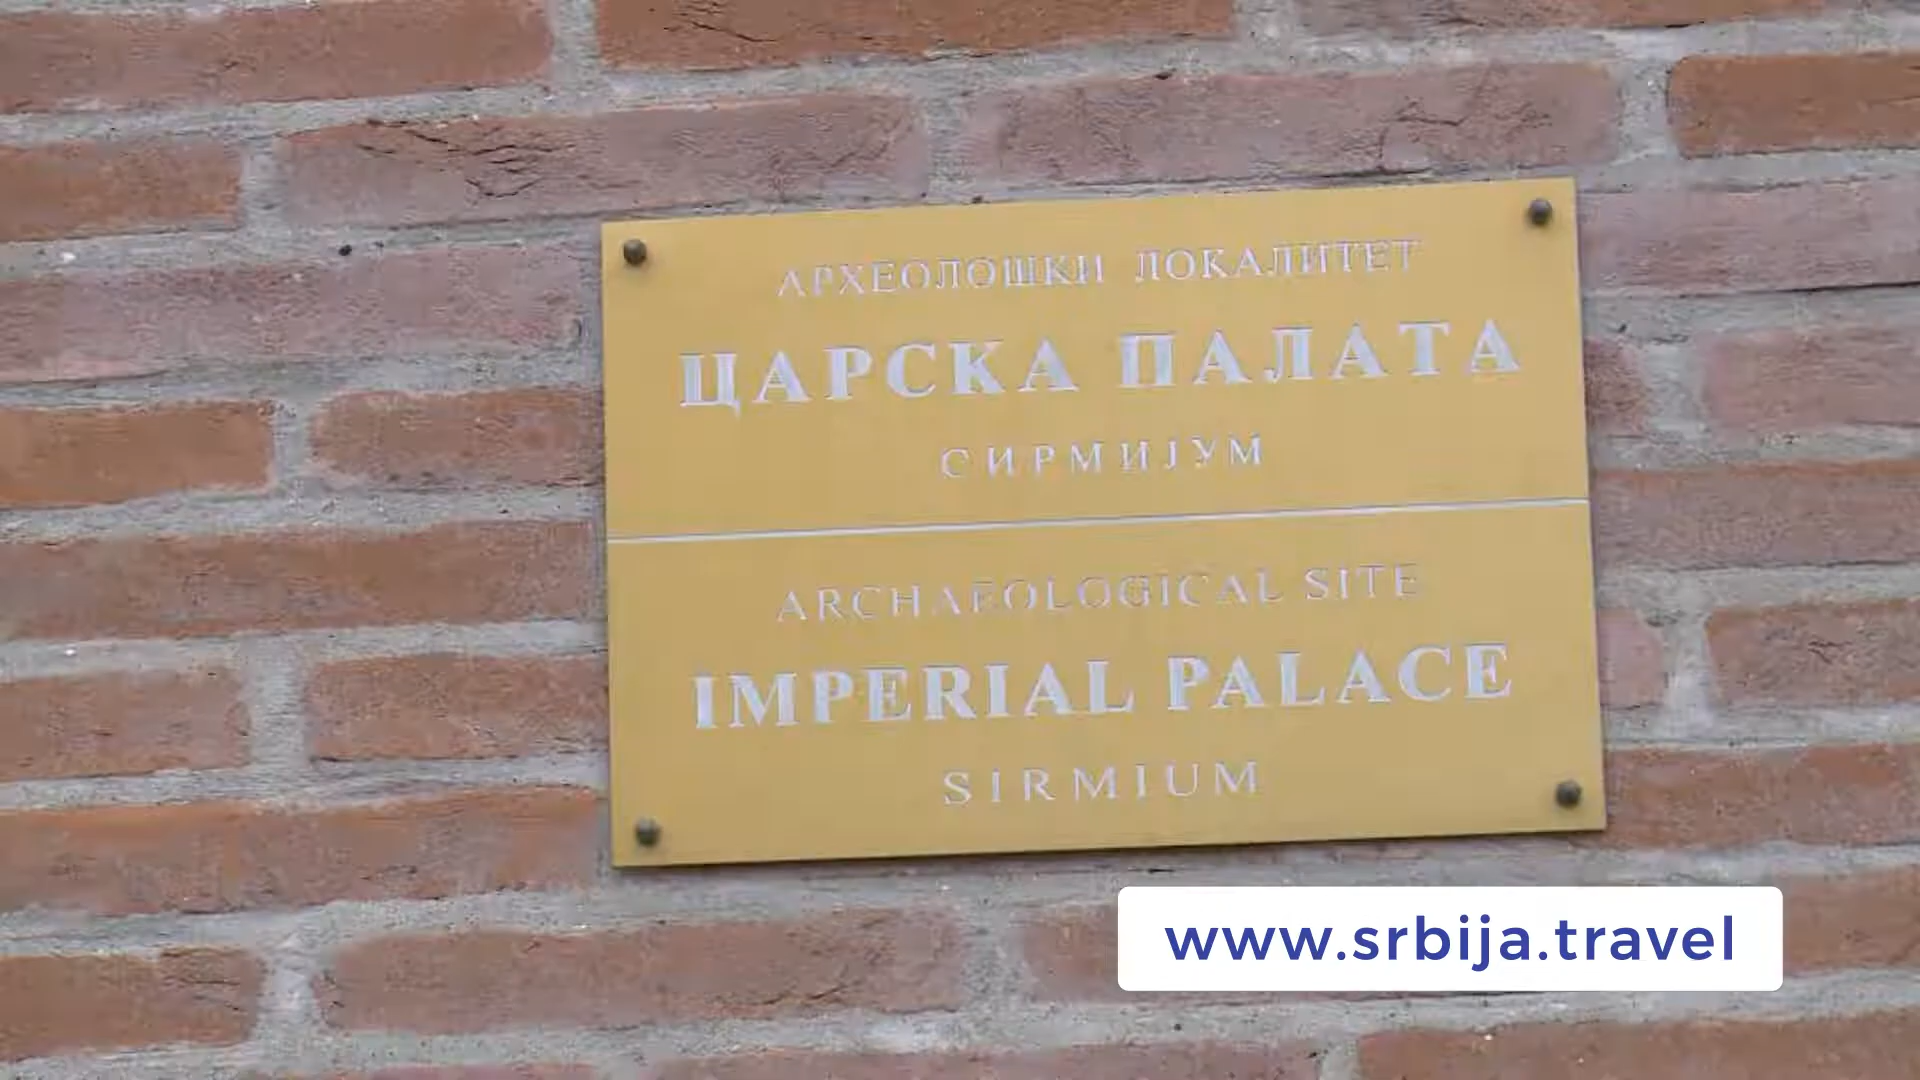 АРХЕОЛОШКИ ЛОКАЛИТЕТ
ЦАРСКА ПАЛАТА
СИРМИЈУМ
ARCHAEOLOGICAL SITE
IMPERIAL PALACE
SIRMIUM
www.srbija.travel